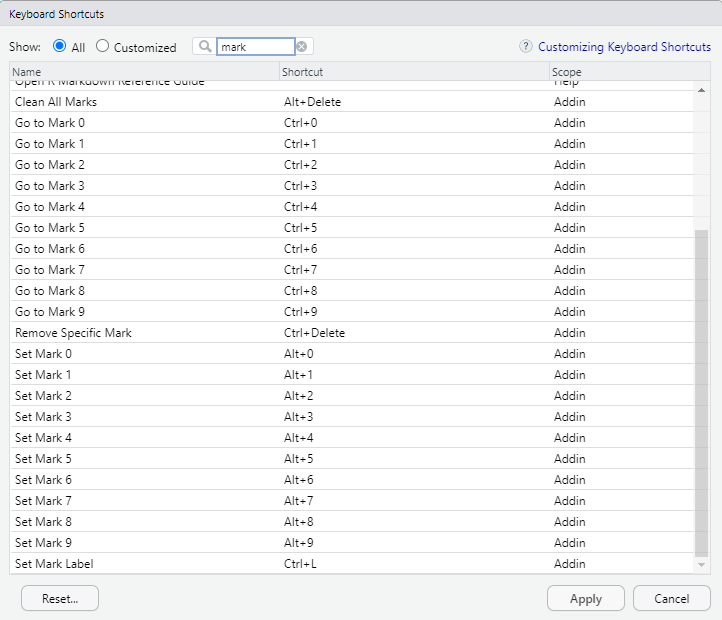 Keyboard Shortcuts
Show: All Customized mark ? Customizing Keyboard Shortcuts
Name Shortcut Scope
Open R Markdown Reference Guide Help
Clean All Marks Alt+Delete Addin
Go to Mark 0 Ctrl+0 Addin
Go to Mark 1 Ctrl+1 Addin
Go to Mark 2 Ctrl+2 Addin
Go to Mark 3 Ctrl+3 Addin
Go to Mark 4 Ctrl+4 Addin
Go to Mark 5 Ctrl+5 Addin
Go to Mark 6 Ctrl+6 Addin
Go to Mark 7 Ctrl+7 Addin
Go to Mark 8 Ctrl+8 Addin
Go to Mark 9 Ctrl+9 Addin
Remove Specific Mark Ctrl+Delete Addin
Set Mark 0 Alt+0 Addin
Set Mark 1 Alt+1 Addin
Set Mark 2 Alt+2 Addin
Set Mark 3 Alt+3 Addin
Set Mark 4 Alt+4 Addin
Set Mark 5 Alt+5 Addin
Set Mark 6 Alt+6 Addin
Set Mark 7 Alt+7 Addin
Set Mark 8 Alt+8 Addin
Set Mark 9 Alt+9 Addin
Set Mark Label Ctrl+L Addin
Reset... Apply Cancel